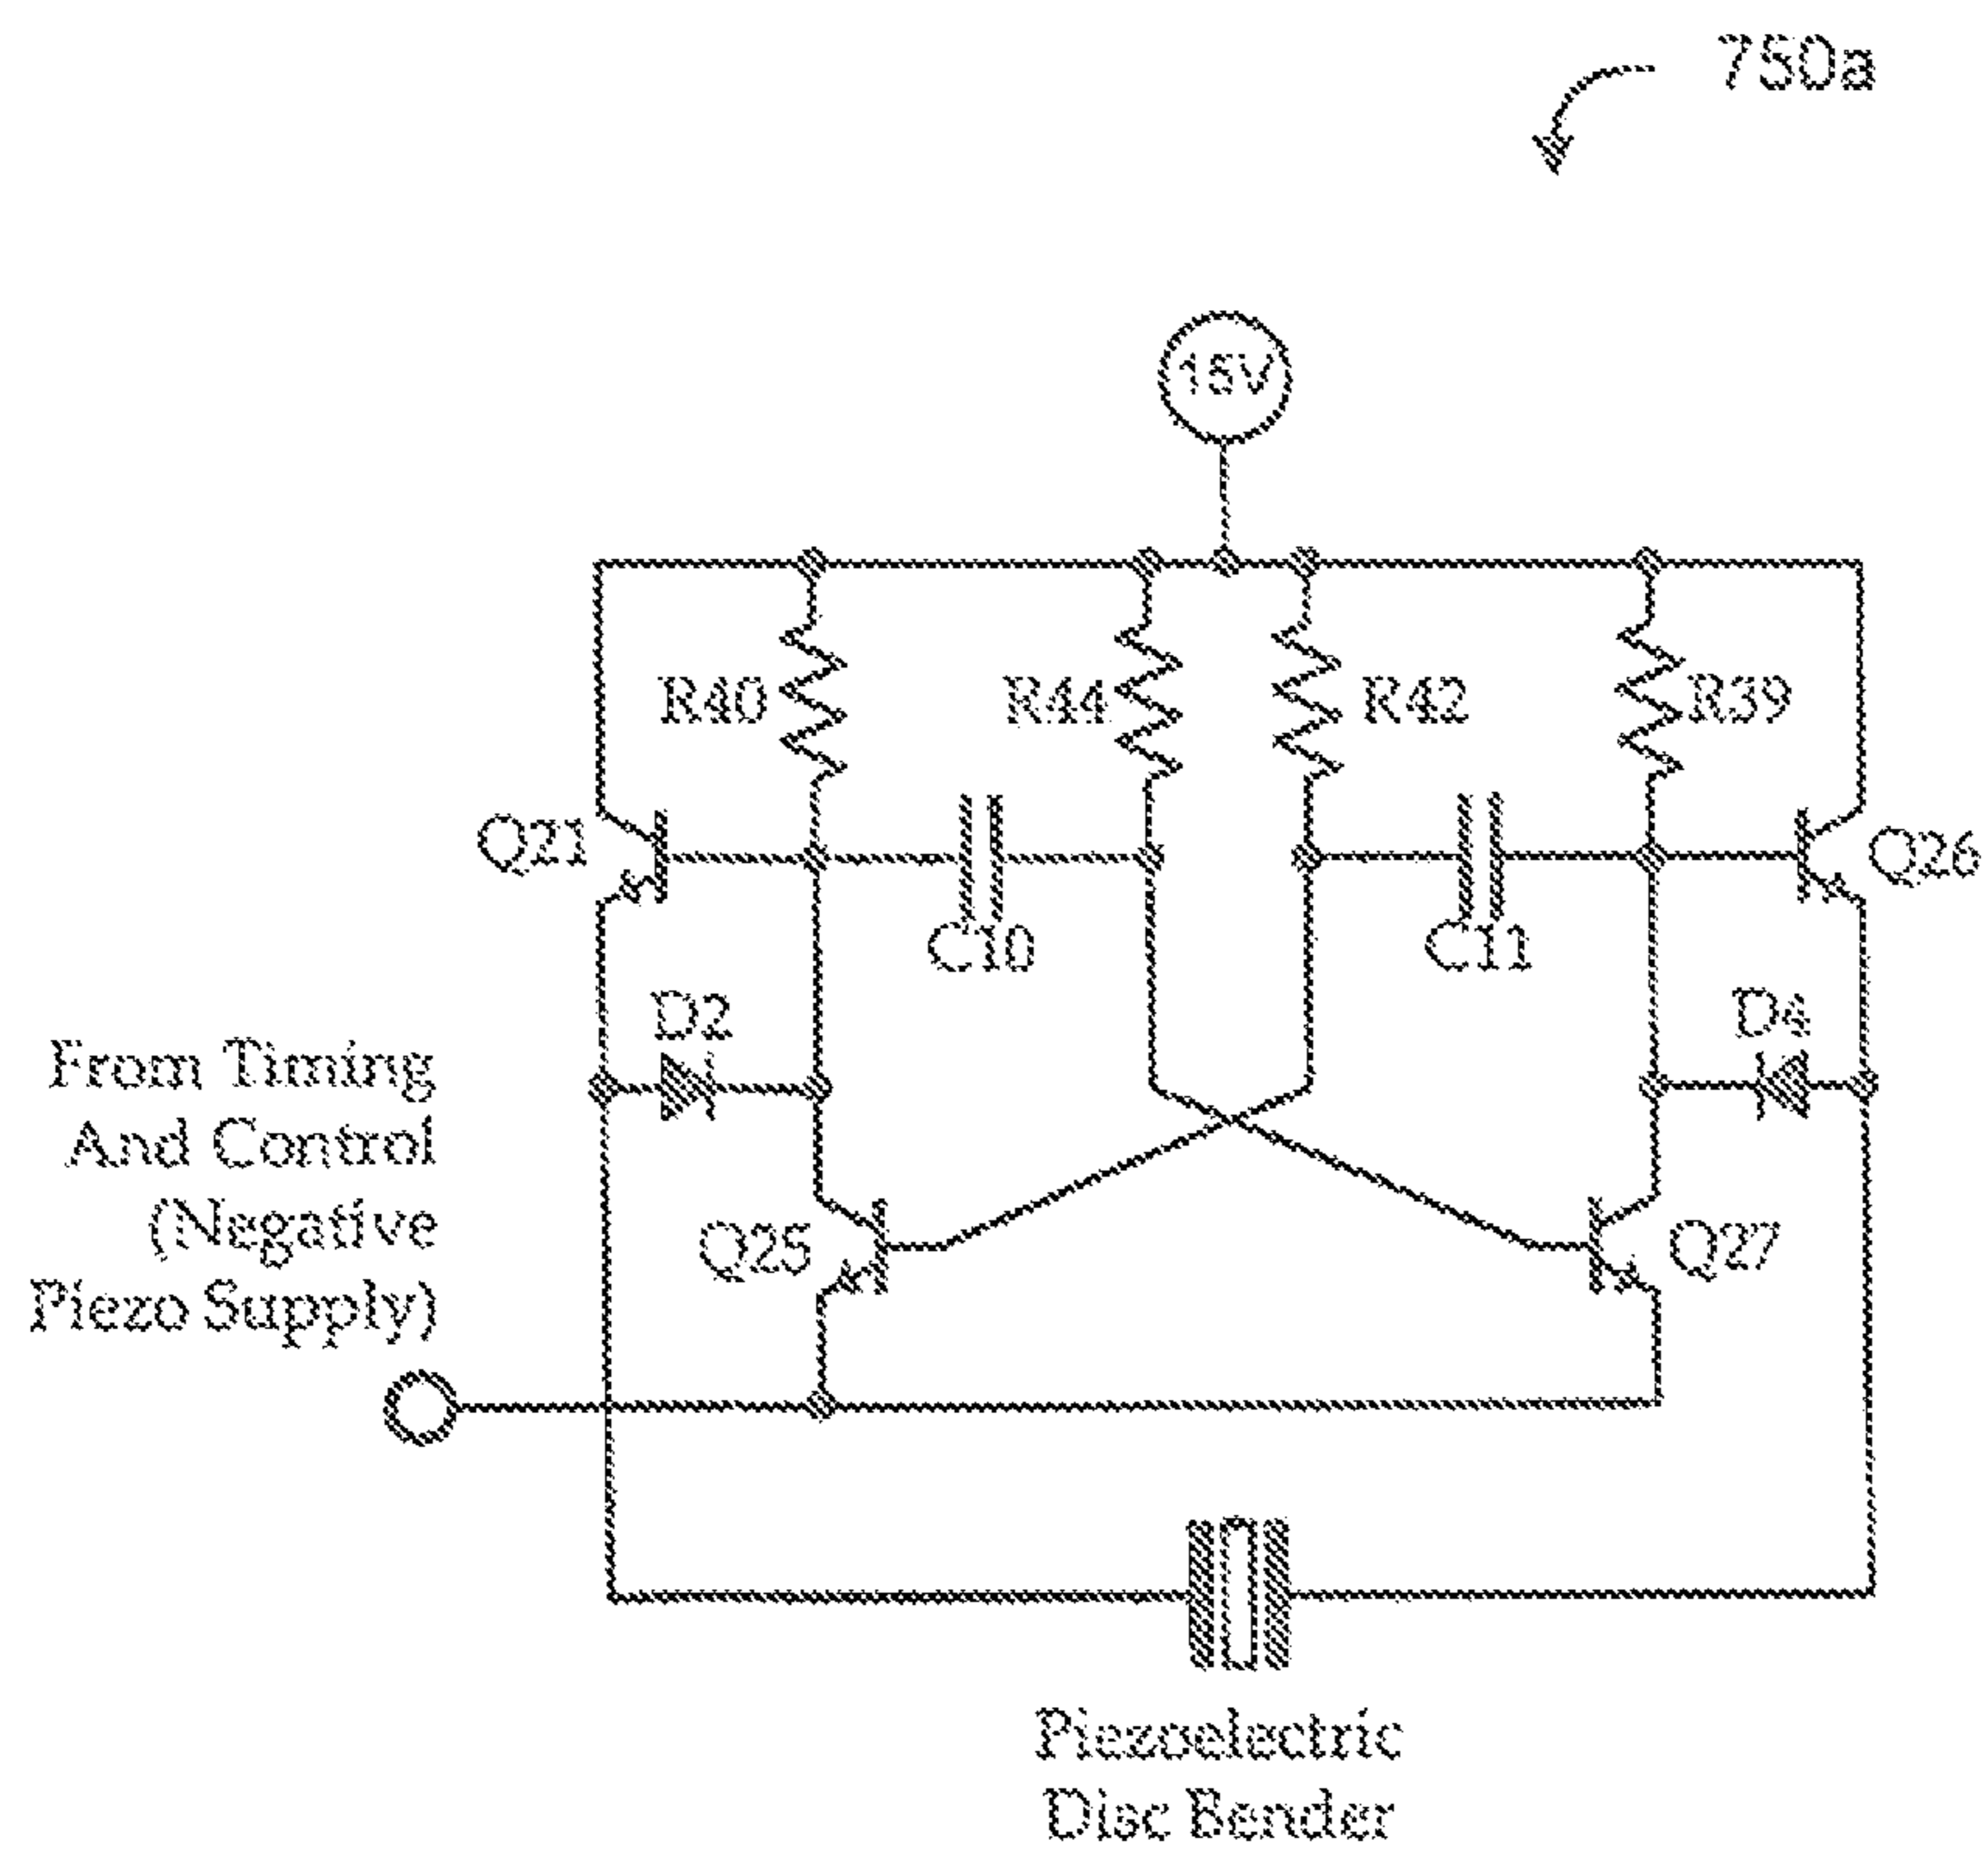 750a
15V
R40
R44
R42
R39
Q21
Q26
C10
C11
D2
D4
From Timing
And Control
(Negative
Piezo Supply)
Q25
Q27
Piezoelectric
Disc Bender